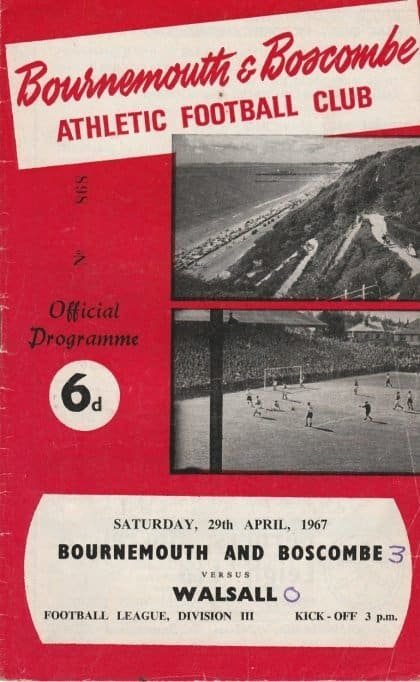 Bournemouth & Boscombe
ATHLETIC FOOTBALL CLUB
Nº 898
Official
Programme
6d
SATURDAY, 29th APRIL, 1967
BOURNEMOUTH AND BOSCOMBE 3
VERSUS
WALSALL 0
FOOTBALL LEAGUE, DIVISION III KICK-OFF 3 p.m.